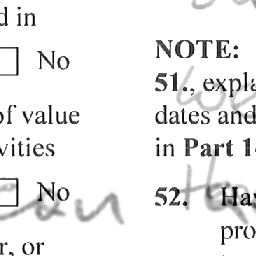 d in
No
of value
vities
No
r, or
NOTE:
51., expla
dates and
in Part 1
52. Ha
pro